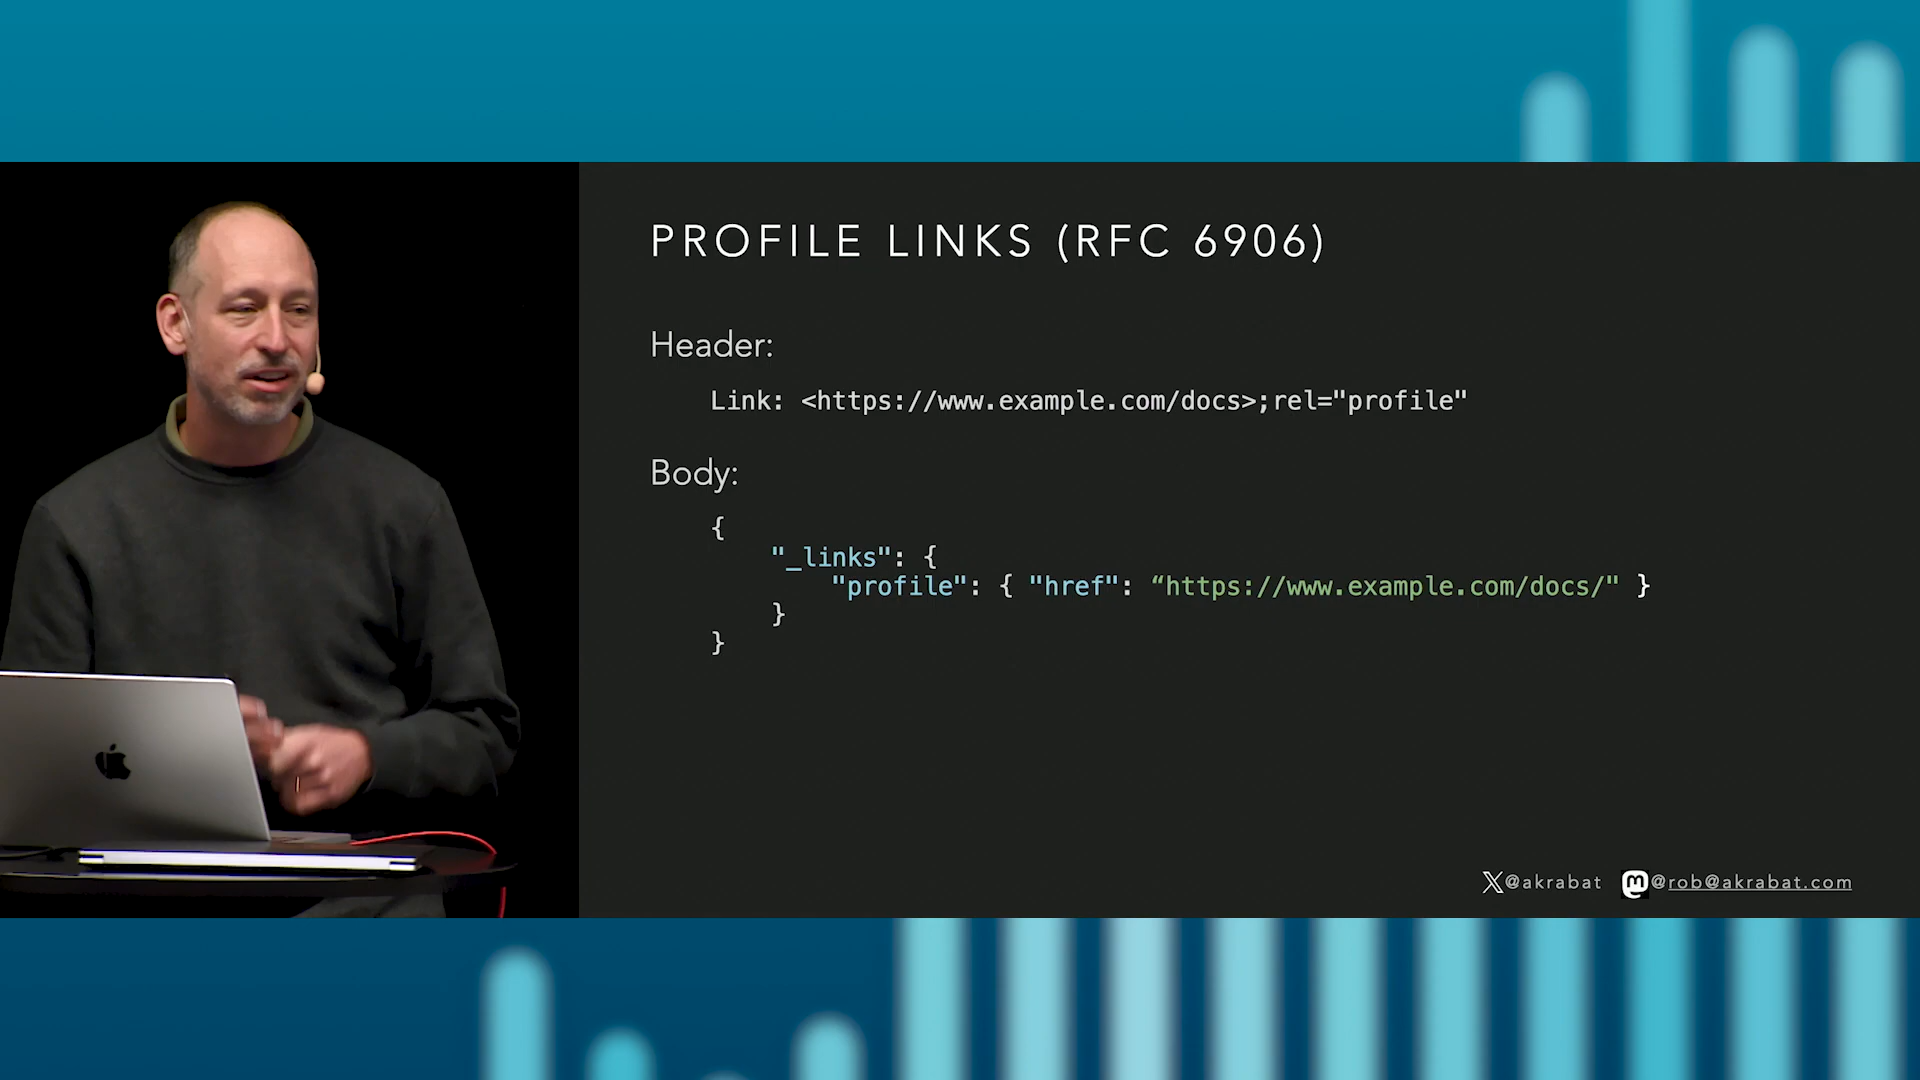 PROFILE LINKS (RFC 6906)
Header:
Link: <https://www.example.com/docs>;rel="profile"
Body:
{
"_links": {
"profile": { "href": “https://www.example.com/docs/" }
}
}
@akrabat @rob@akrabat.com